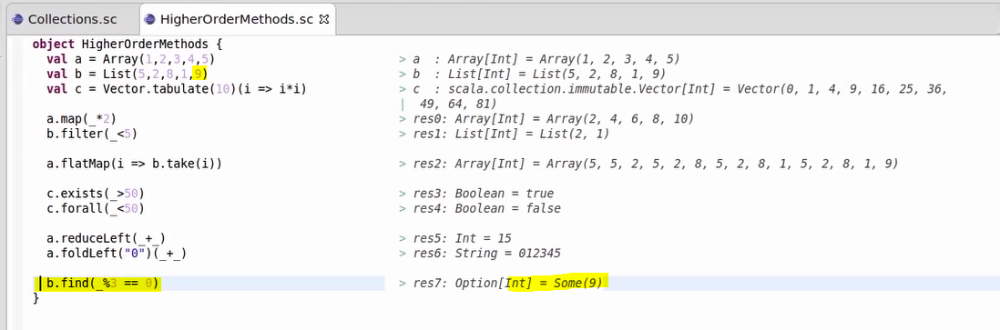 Collections.sc HigherOrderMethods.sc
object HigherOrderMethods {
val a = Array(1,2,3,4,5) > a : Array[Int] = Array(1, 2, 3, 4, 5)
val b = List(5,2,8,1,9) > b : List[Int] = List(5, 2, 8, 1, 9)
val c = Vector.tabulate(10)(i => i*i) > c : scala.collection.immutable.Vector[Int] = Vector(0, 1, 4, 9, 16, 25, 36,
| 49, 64, 81)
a.map(_*2) > res0: Array[Int] = Array(2, 4, 6, 8, 10)
b.filter(_<5) > res1: List[Int] = List(2, 1)
a.flatMap(i => b.take(i)) > res2: Array[Int] = Array(5, 5, 2, 5, 2, 8, 5, 2, 8, 1, 5, 2, 8, 1, 9)
c.exists(_>50) > res3: Boolean = true
c.forall(_<50) > res4: Boolean = false
a.reduceLeft(_+_) > res5: Int = 15
a.foldLeft("0")(_+_) > res6: String = 012345
b.find(_%3 == 0) > res7: Option[Int] = Some(9)
}